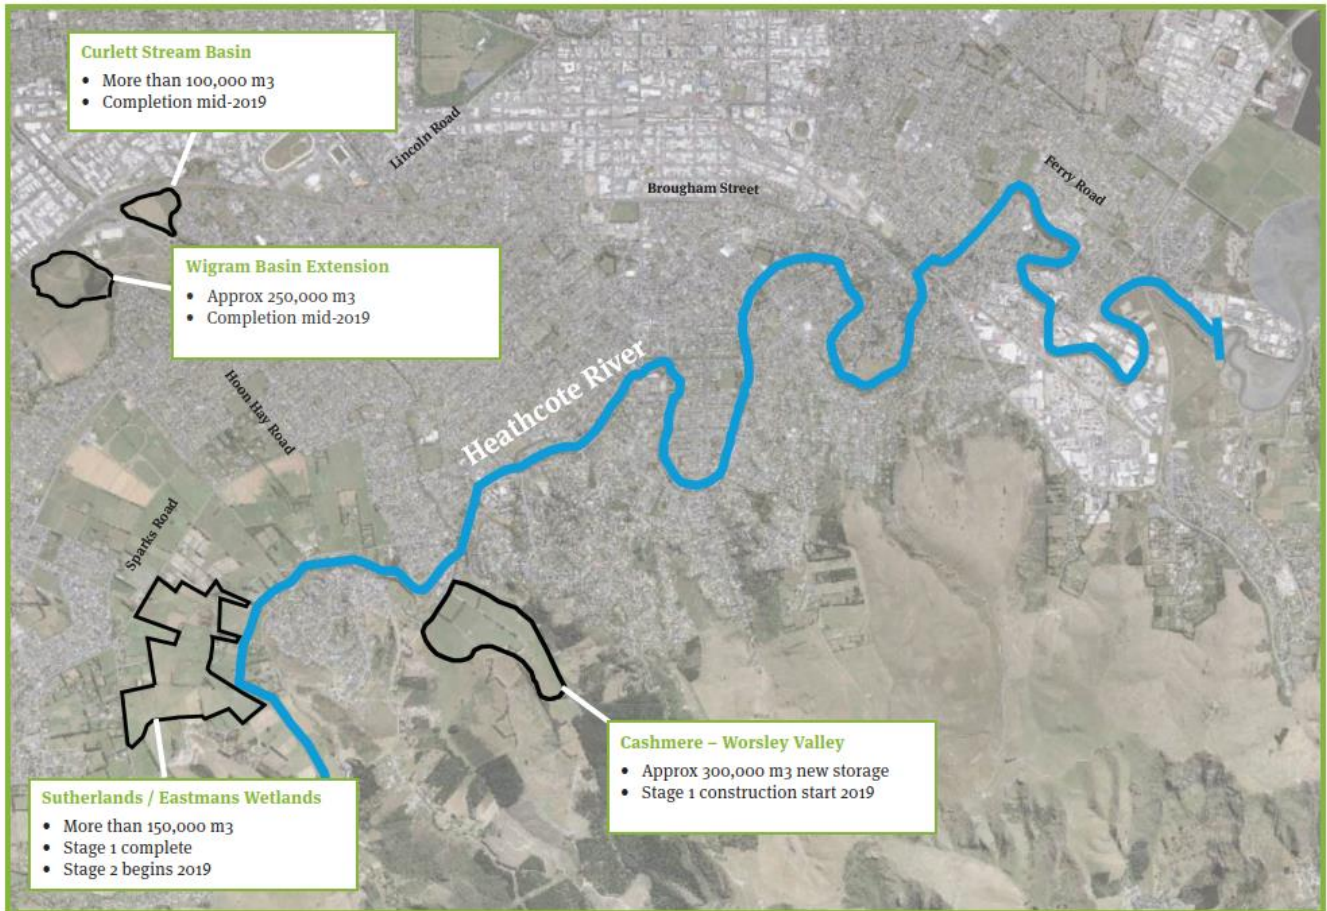 Curlett Stream Basin
• More than 100,000 m3
• Completion mid-2019
Lincoln Road
Brougham Street
Ferry Road
Wigram Basin Extension
• Approx 250,000 m3
• Completion mid-2019
Hoon Hay Road
Heathcote River
Sparks Road
Cashmere – Worsley Valley
• Approx 300,000 m3 new storage
• Stage 1 construction start 2019
Sutherlands / Eastmans Wetlands
• More than 150,000 m3
• Stage 1 complete
• Stage 2 begins 2019